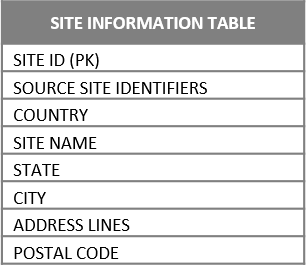 SITE INFORMATION TABLE
SITE ID (PK)
SOURCE SITE IDENTIFIERS
COUNTRY
SITE NAME
STATE
CITY
ADDRESS LINES
POSTAL CODE